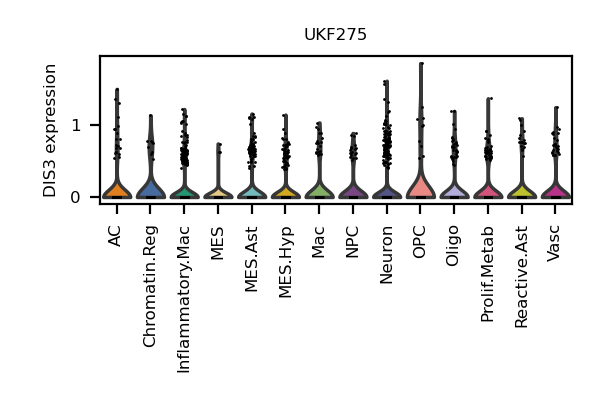 UKF275
DIS3 expression
1
0
AC
Chromatin.Reg
Inflammatory.Mac
MES
MES.Ast
MES.Hyp
Mac
NPC
Neuron
OPC
Oligo
Prolif.Metab
Reactive.Ast
Vasc